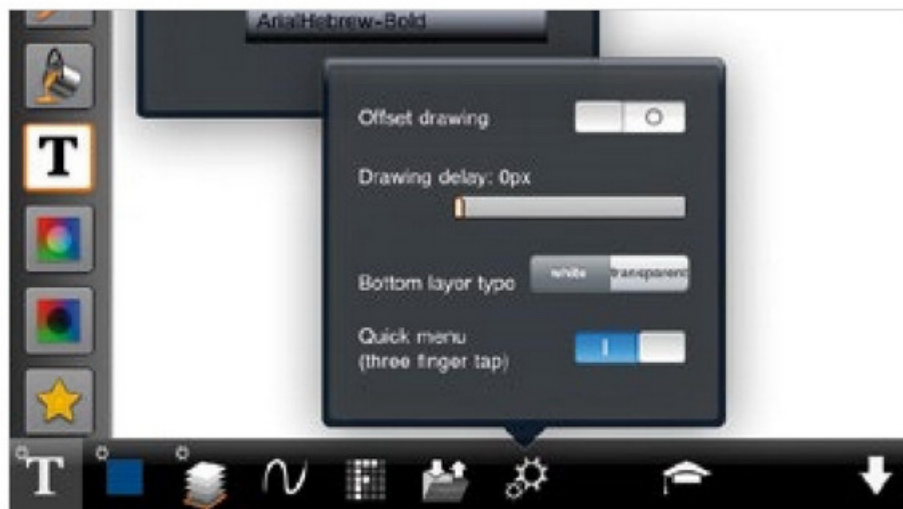 ArialHebrew-Bold
Offset drawing
Drawing delay: 0px
Bottom layer type
white transparent
Quick menu
(three finger tap)
T
T